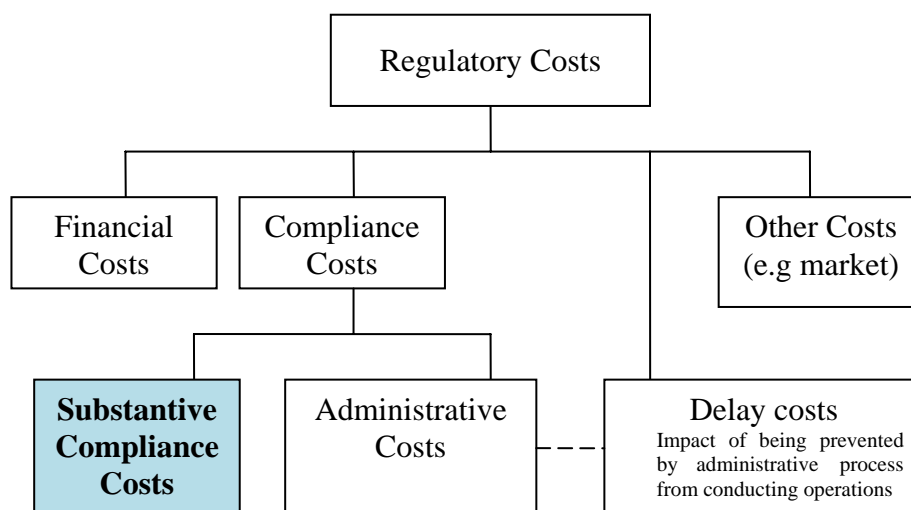 Regulatory Costs
Financial
Costs
Compliance
Costs
Other Costs
(e.g market)
Substantive
Compliance
Costs
Administrative
Costs
Delay costs
Impact of being prevented
by administrative process
from conducting operations